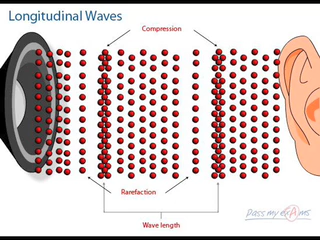 Longitudinal Waves
Compression
Rarefaction
Wave length
Pass my exams